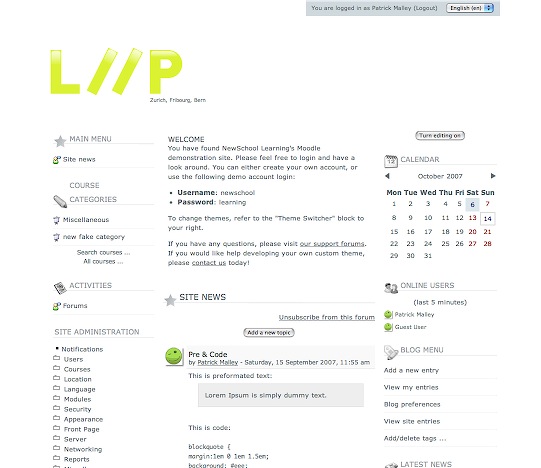 You are logged in as Patrick Malley (Logout)
English (en)
LIIP
Zurich, Fribourg, Bern
MAIN MENU
Site news
COURSE
CATEGORIES
Miscellaneous
new fake category
Search courses ...
All courses ...
ACTIVITIES
Forums
SITE ADMINISTRATION
Notifications
Users
Courses
Location
Language
Modules
Security
Appearance
Front Page
Server
Networking
Reports
WELCOME
You have found NewSchool Learning's Moodle
demonstration site. Please feel free to login and have a
look around. You can either create your own account, or
use the following demo account login:
Username: newschool
Password: learning
To change themes, refer to the "Theme Switcher" block to
your right.
If you have any questions, please visit our support forums.
If you would like help developing your own custom theme,
please contact us today!
SITE NEWS
Unsubscribe from this forum
Add a new topic
Pre & Code
by Patrick Malley - Saturday, 15 September 2007, 11:55 am
This is preformated text:
Lorem Ipsum is simply dummy text.
This is code:
blockquote {
margin:1em 0 1em 1.5em;
background: #eee;
Turn editing on
CALENDAR
October 2007
Mon Tue Wed Thu Fri Sat Sun
1 2 3 4 5 6 7
8 9 10 11 12 13 14
15 16 17 18 19 20 21
22 23 24 25 26 27 28
29 30 31
ONLINE USERS
(last 5 minutes)
Patrick Malley
Guest User
BLOG MENU
Add a new entry
View my entries
Blog preferences
View site entries
Add/delete tags ...
LATEST NEWS